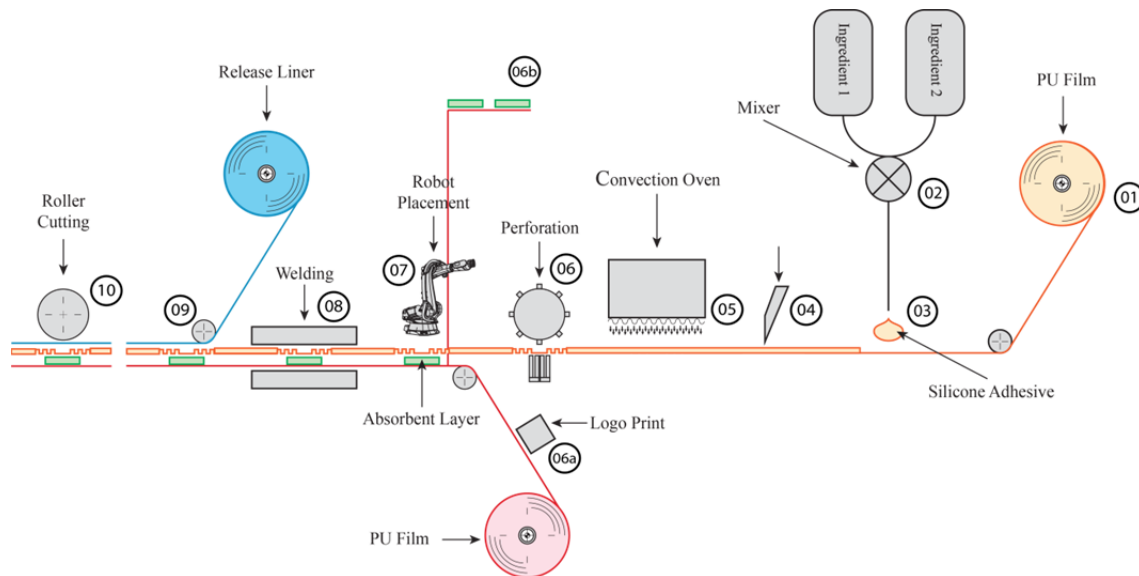 Ingredient 1
Ingredient 2
06b
Release Liner
PU Film
Mixer
02
01
Roller
Cutting
Robot
Placement
Convection Oven
Perforation
07
06
Welding
10
09
08
05
04
03
Absorbent Layer
Logo Print
Silicone Adhesive
06a
PU Film